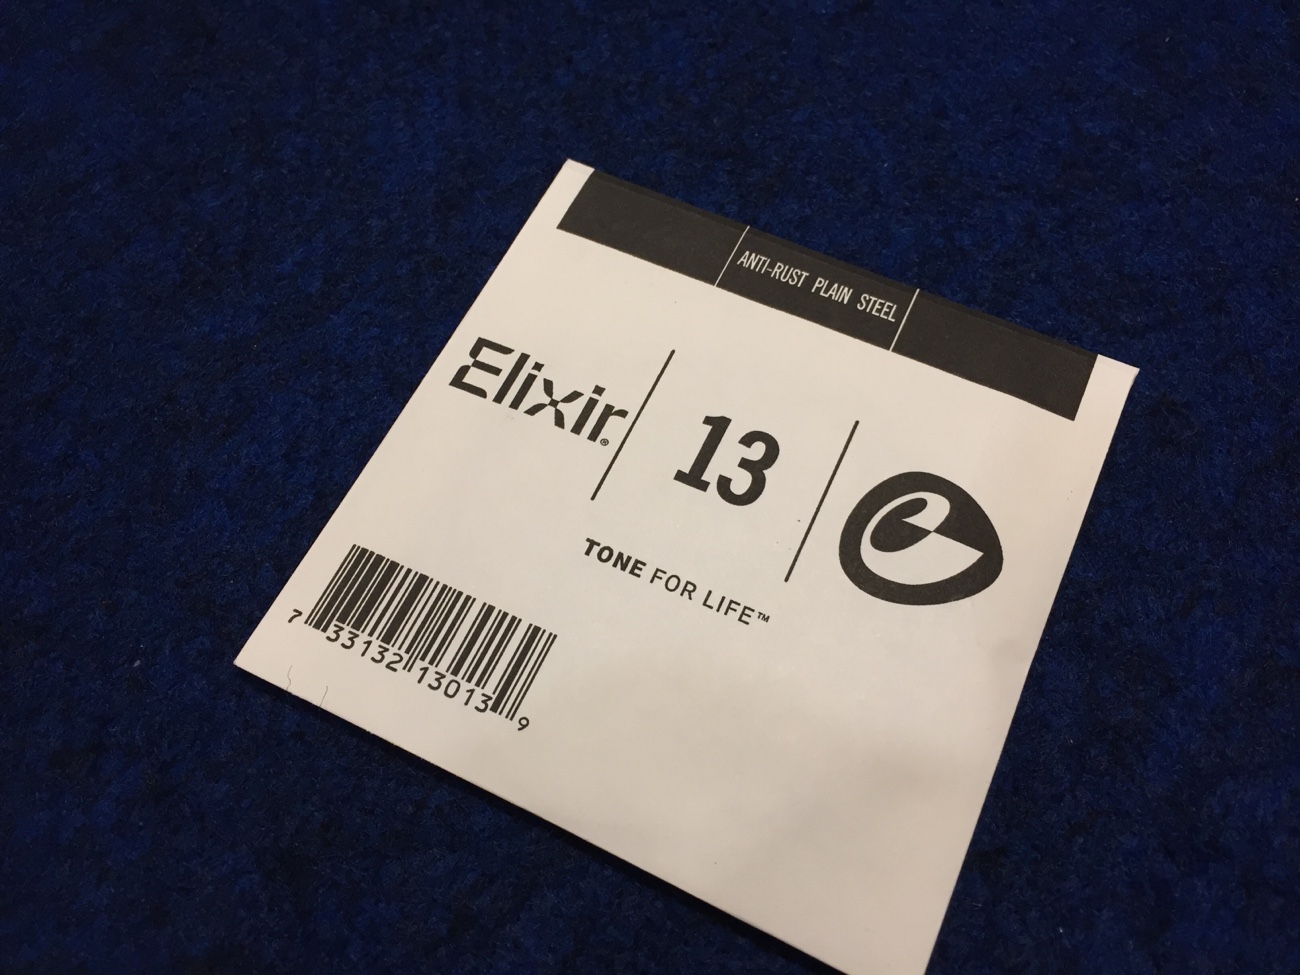 ANTI-RUST PLAIN STEEL
Elixir®
13
TONE FOR LIFE™
7 33132 13013 9